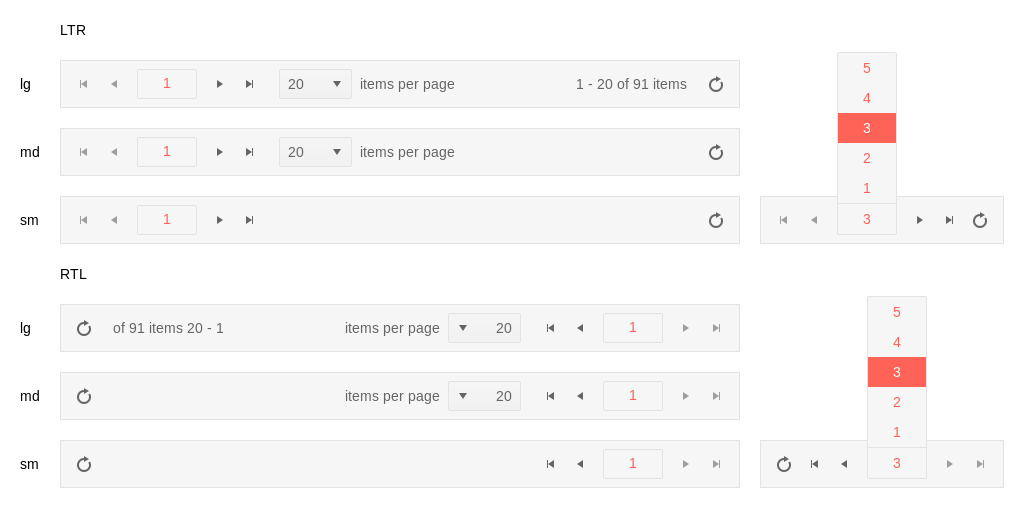 LTR
lg 1 20 items per page 1 - 20 of 91 items
md 1 20 items per page
sm 1
5
4
3
2
1
3
RTL
lg of 91 items 20 - 1 items per page 20 1
md items per page 20 1
sm 1
5
4
3
2
1
3